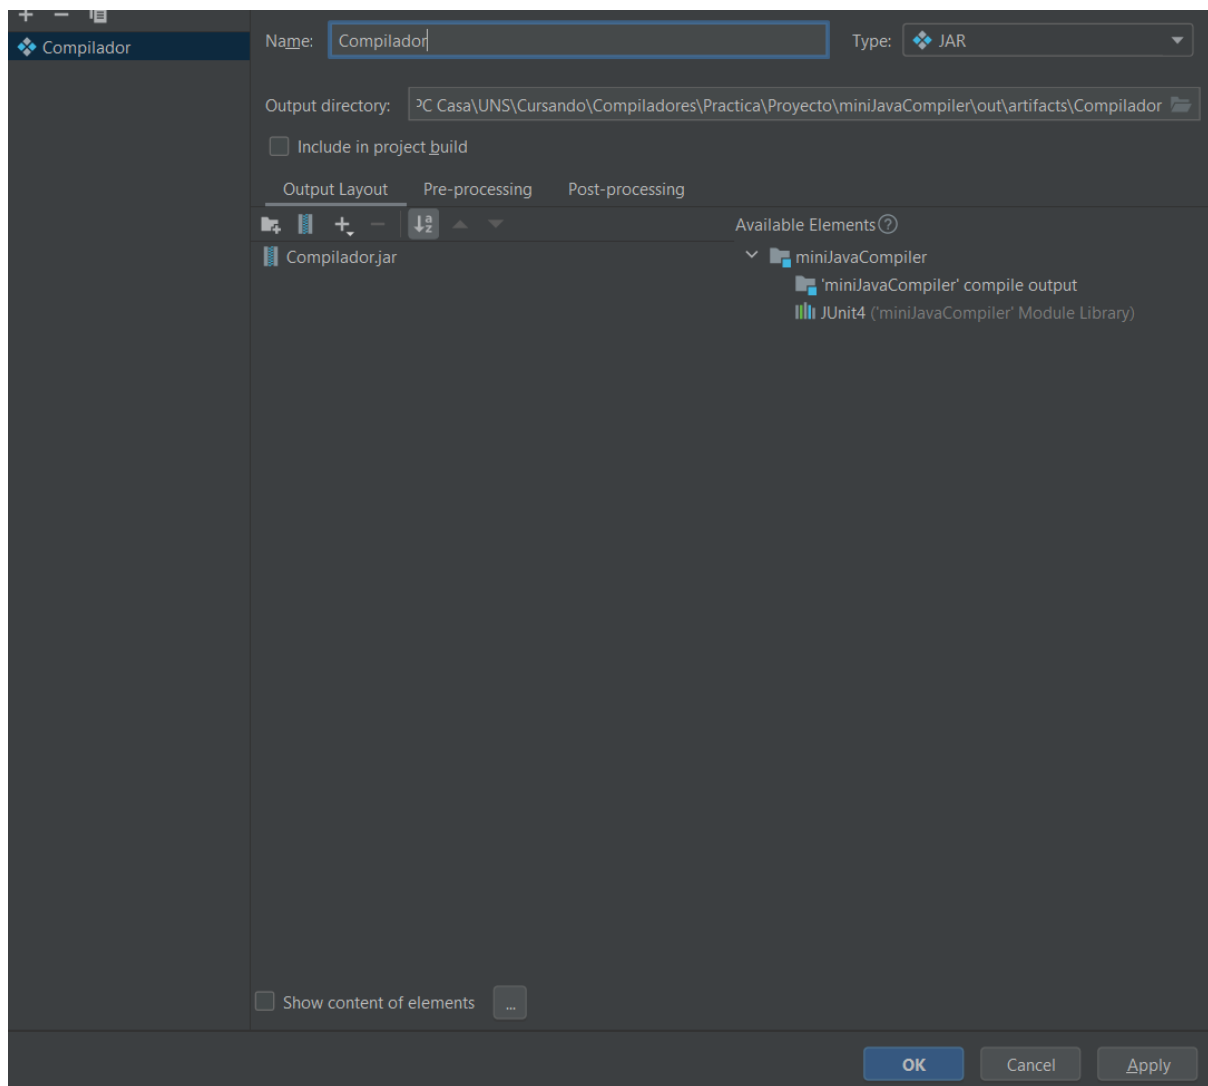 Compilador
Name: Compilador Type: JAR
Output directory: PC Casa\UNS\Cursando\Compiladores\Practica\Proyecto\miniJavaCompiler\out\artifacts\Compilador
Include in project build
Output Layout Pre-processing Post-processing
Available Elements
Compilador.jar
miniJavaCompiler
'miniJavaCompiler' compile output
JUnit4 ('miniJavaCompiler' Module Library)
Show content of elements ...
OK Cancel Apply